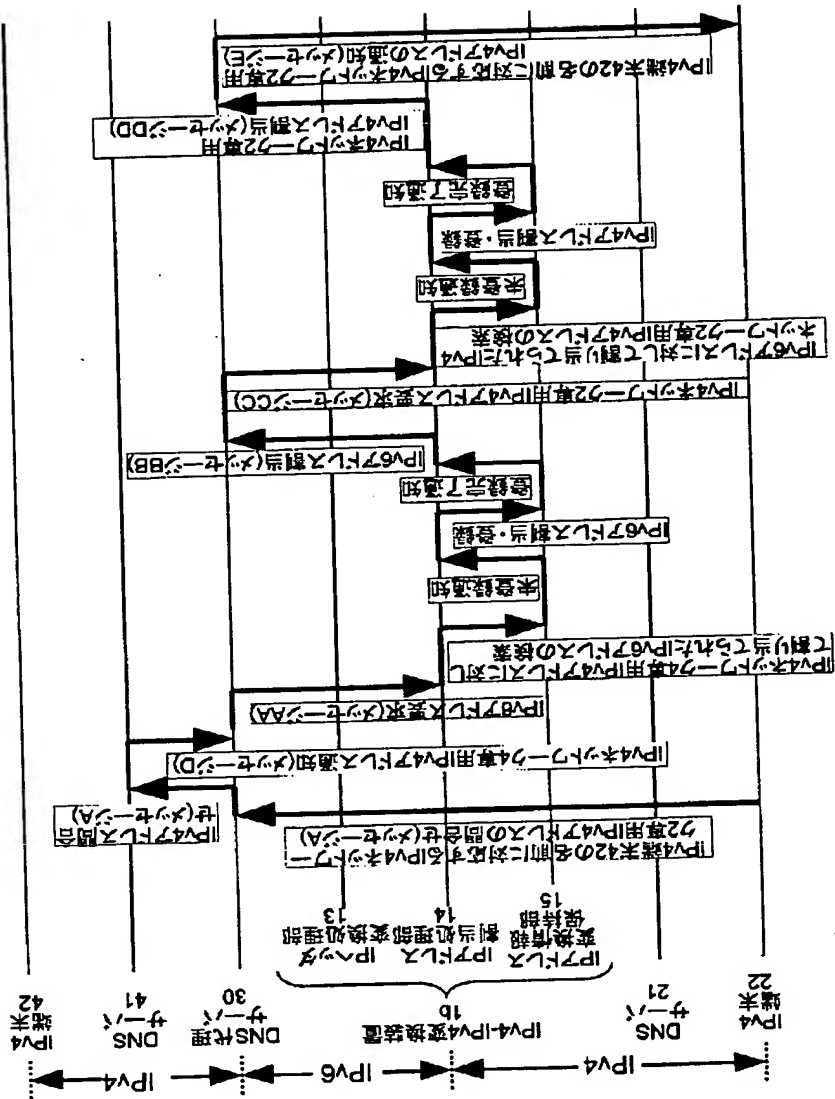 IPv4
IPv6
IPv4
IPv4
端末
22
DNS
サーバ
21
IPv4-IPv4変換装置
1b
DNS代理
サーバ
30
DNS
サーバ
41
IPv4
端末
42
IPアドレス
変換情報
保持部
15
IPアドレス
割当処理部
14
IPヘッダ
変換処理部
13
IPv4端末42の名前に対応するIPv4ネットワー
ク2専用IPv4アドレスの問合せ(メッセージA)
IPv4アドレス問合
せ(メッセージA)
IPv4ネットワーク4専用IPv4アドレス通知(メッセージD)
IPv6アドレス要求(メッセージAA)
IPv4ネットワーク4専用IPv4アドレスに対し
て割り当てられたIPv6アドレスの検索
未登録通知
IPv6アドレス割当・登録
登録完了通知
IPv6アドレス割当(メッセージBB)
IPv4ネットワーク2専用IPv4アドレス要求(メッセージCC)
IPv6アドレスに対して割り当てられたIPv4
ネットワーク2専用IPv4アドレスの検索
未登録通知
IPv4アドレス割当・登録
登録完了通知
IPv4ネットワーク2専用
IPv4アドレス割当(メッセージDD)
IPv4端末42の名前に対応するIPv4ネットワーク2専用
IPv4アドレスの通知(メッセージE)